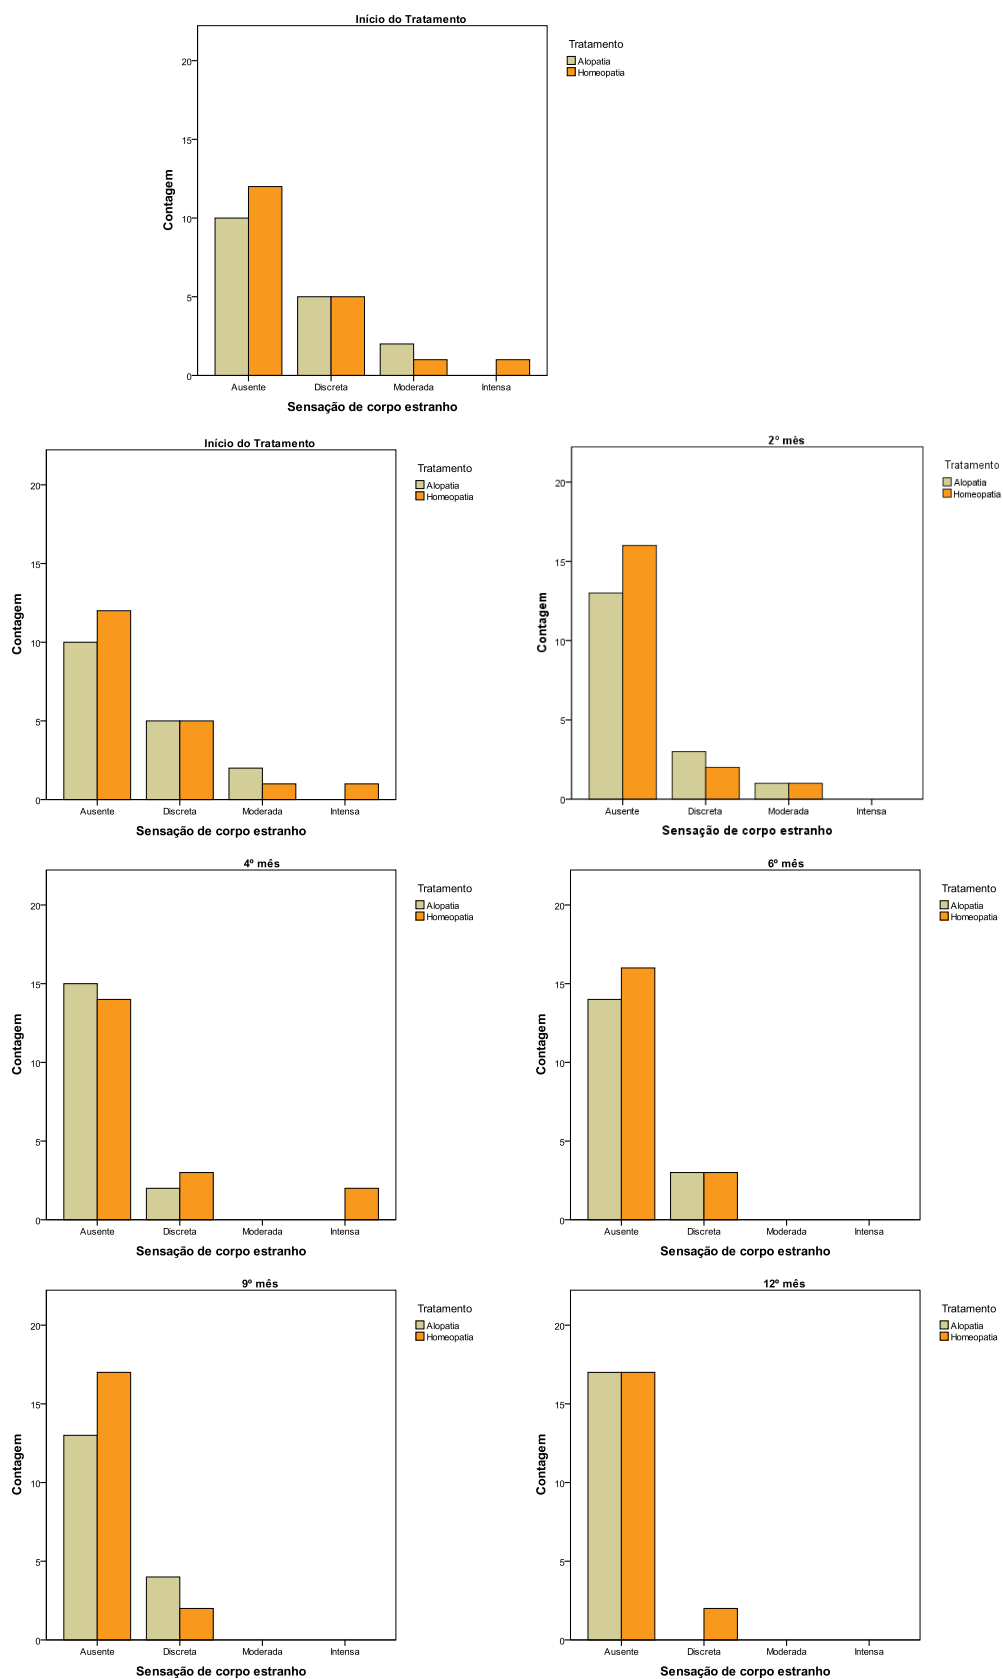 Início do Tratamento
Tratamento
Alopatia
Homeopatia
20
15
10
5
0
Contagem
Ausente Discreta Moderada Intensa
Sensação de corpo estranho
Início do Tratamento
Tratamento
Alopatia
Homeopatia
20
15
10
5
0
Contagem
Ausente Discreta Moderada Intensa
Sensação de corpo estranho
2º mês
Tratamento
Alopatia
Homeopatia
20
15
10
5
0
Contagem
Ausente Discreta Moderada Intensa
Sensação de corpo estranho
4º mês
Tratamento
Alopatia
Homeopatia
20
15
10
5
0
Contagem
Ausente Discreta Moderada Intensa
Sensação de corpo estranho
6º mês
Tratamento
Alopatia
Homeopatia
20
15
10
5
0
Contagem
Ausente Discreta Moderada Intensa
Sensação de corpo estranho
9º mês
Tratamento
Alopatia
Homeopatia
20
15
10
5
0
Contagem
Ausente Discreta Moderada Intensa
Sensação de corpo estranho
12º mês
Tratamento
Alopatia
Homeopatia
20
15
10
5
0
Contagem
Ausente Discreta Moderada Intensa
Sensação de corpo estranho